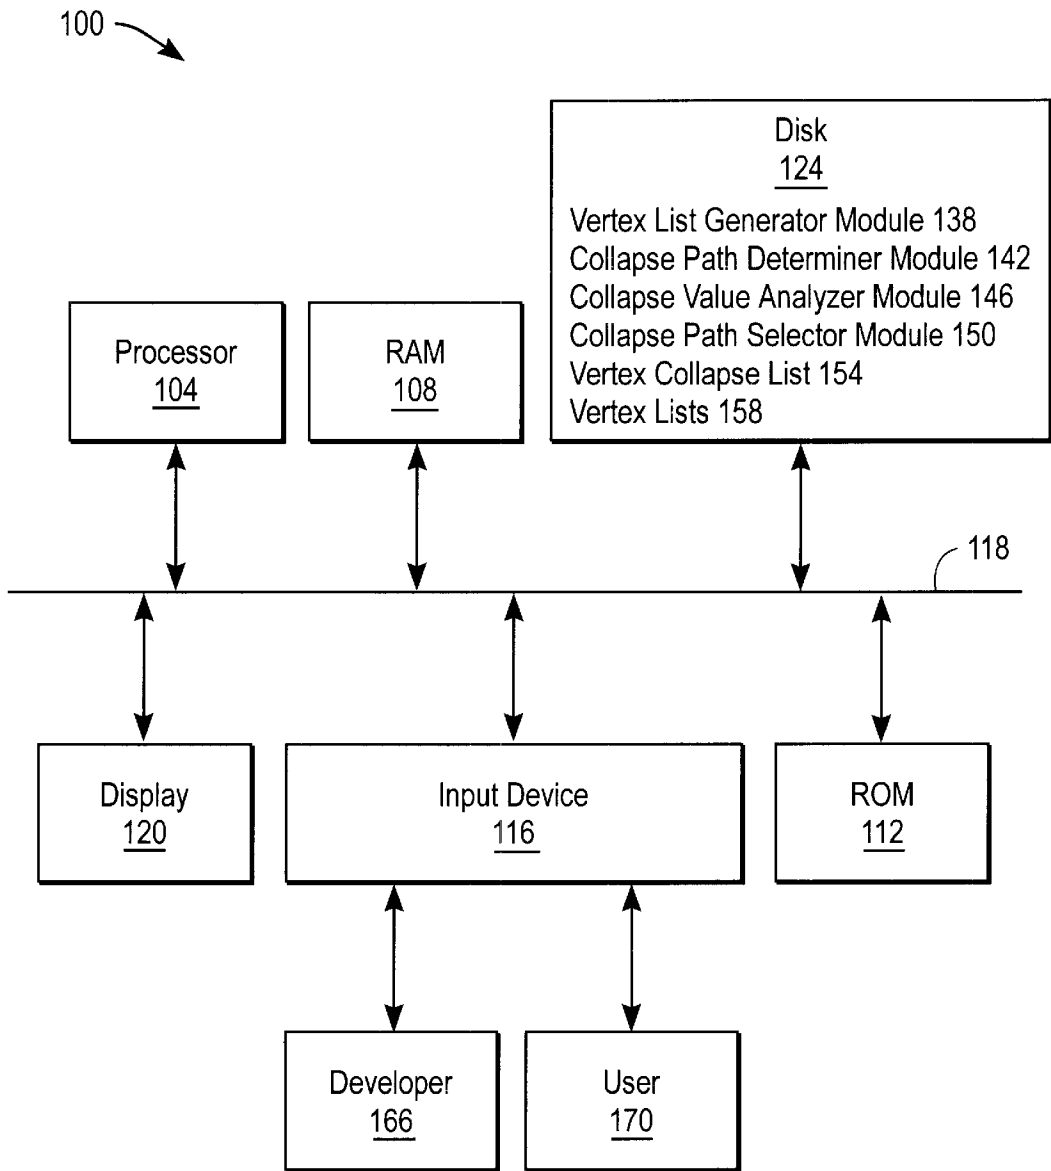 100
Disk
124
Vertex List Generator Module 138
Collapse Path Determiner Module 142
Collapse Value Analyzer Module 146
Collapse Path Selector Module 150
Vertex Collapse List 154
Vertex Lists 158
Processor
104
RAM
108
118
Display
120
Input Device
116
ROM
112
Developer
166
User
170